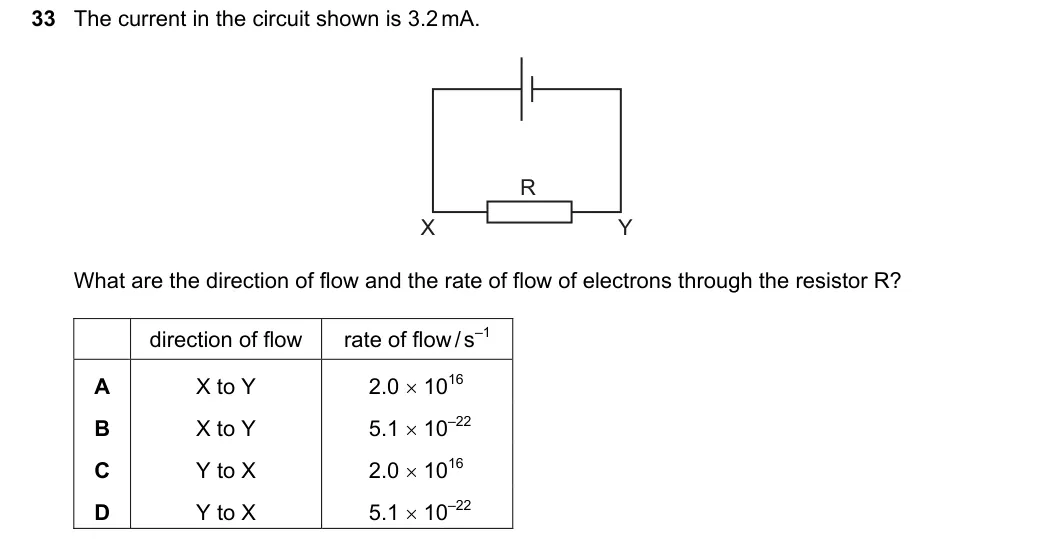 33 The current in the circuit shown is 3.2 mA.
R
X
Y
What are the direction of flow and the rate of flow of electrons through the resistor R?
direction of flow rate of flow / s⁻¹
A X to Y 2.0 × 10¹⁶
B X to Y 5.1 × 10⁻²²
C Y to X 2.0 × 10¹⁶
D Y to X 5.1 × 10⁻²²